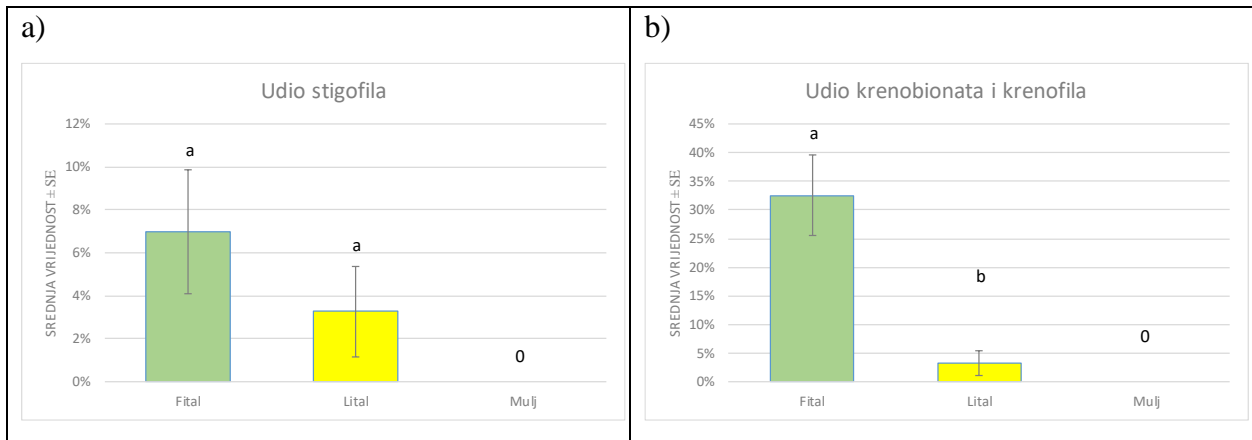 a)
Udio stigofila
SREDNJA VRIJEDNOST ± SE
12%
10%
8%
6%
4%
2%
0%
a
a
0
Fital Lital Mulj
b)
Udio krenobionata i krenofila
SREDNJA VRIJEDNOST ± SE
45%
40%
35%
30%
25%
20%
15%
10%
5%
0%
a
b
0
Fital Lital Mulj